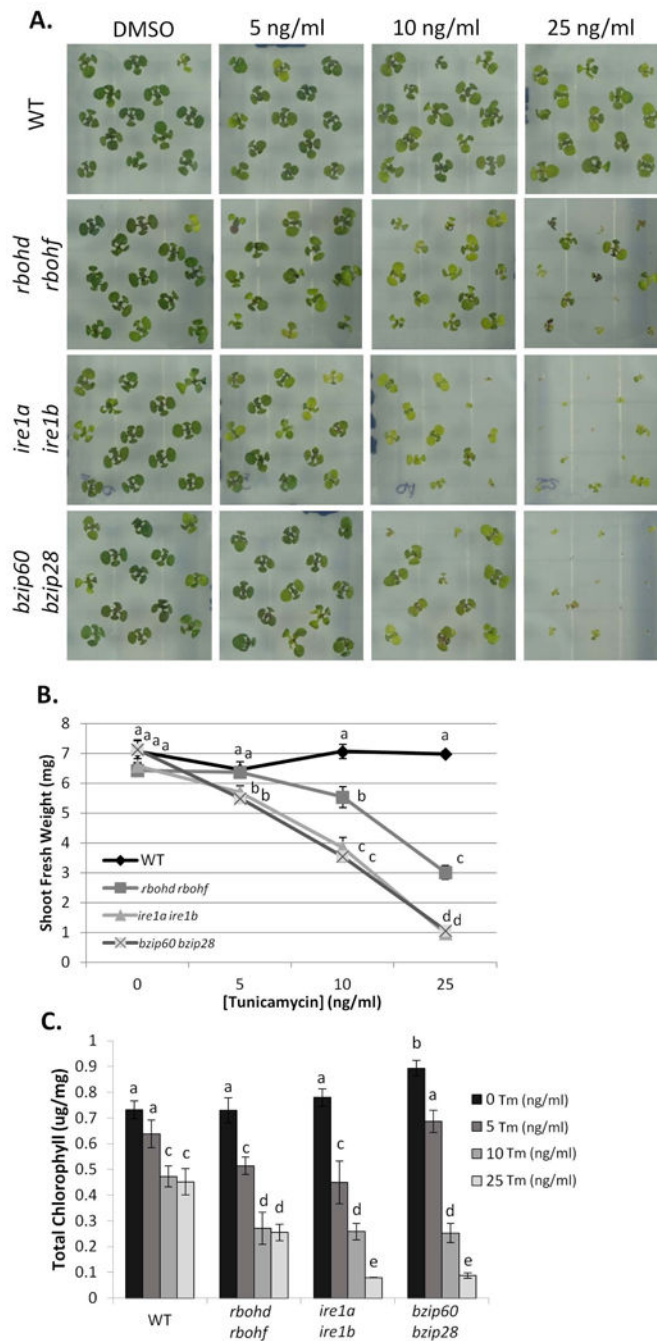 A.
DMSO 5 ng/ml 10 ng/ml 25 ng/ml
WT
rbohd
rbohf
ire1a
ire1b
bzip60
bzip28
B.
8
7
6
5
4
3
2
1
0
Shoot Fresh Weight (mg)
a a a a
a a
a
a
b b
b
c c
c
d d
WT
rbohd rbohf
ire1a ire1b
bzip60 bzip28
0 5 10 25
[Tunicamycin] (ng/ml)
C.
1
0.9
0.8
0.7
0.6
0.5
0.4
0.3
0.2
0.1
0
Total Chlorophyll (ug/mg)
a a c c
a c d d
a c d e
b a d e
0 Tm (ng/ml)
5 Tm (ng/ml)
10 Tm (ng/ml)
25 Tm (ng/ml)
WT rbohd ire1a bzip60
rbohf ire1b bzip28